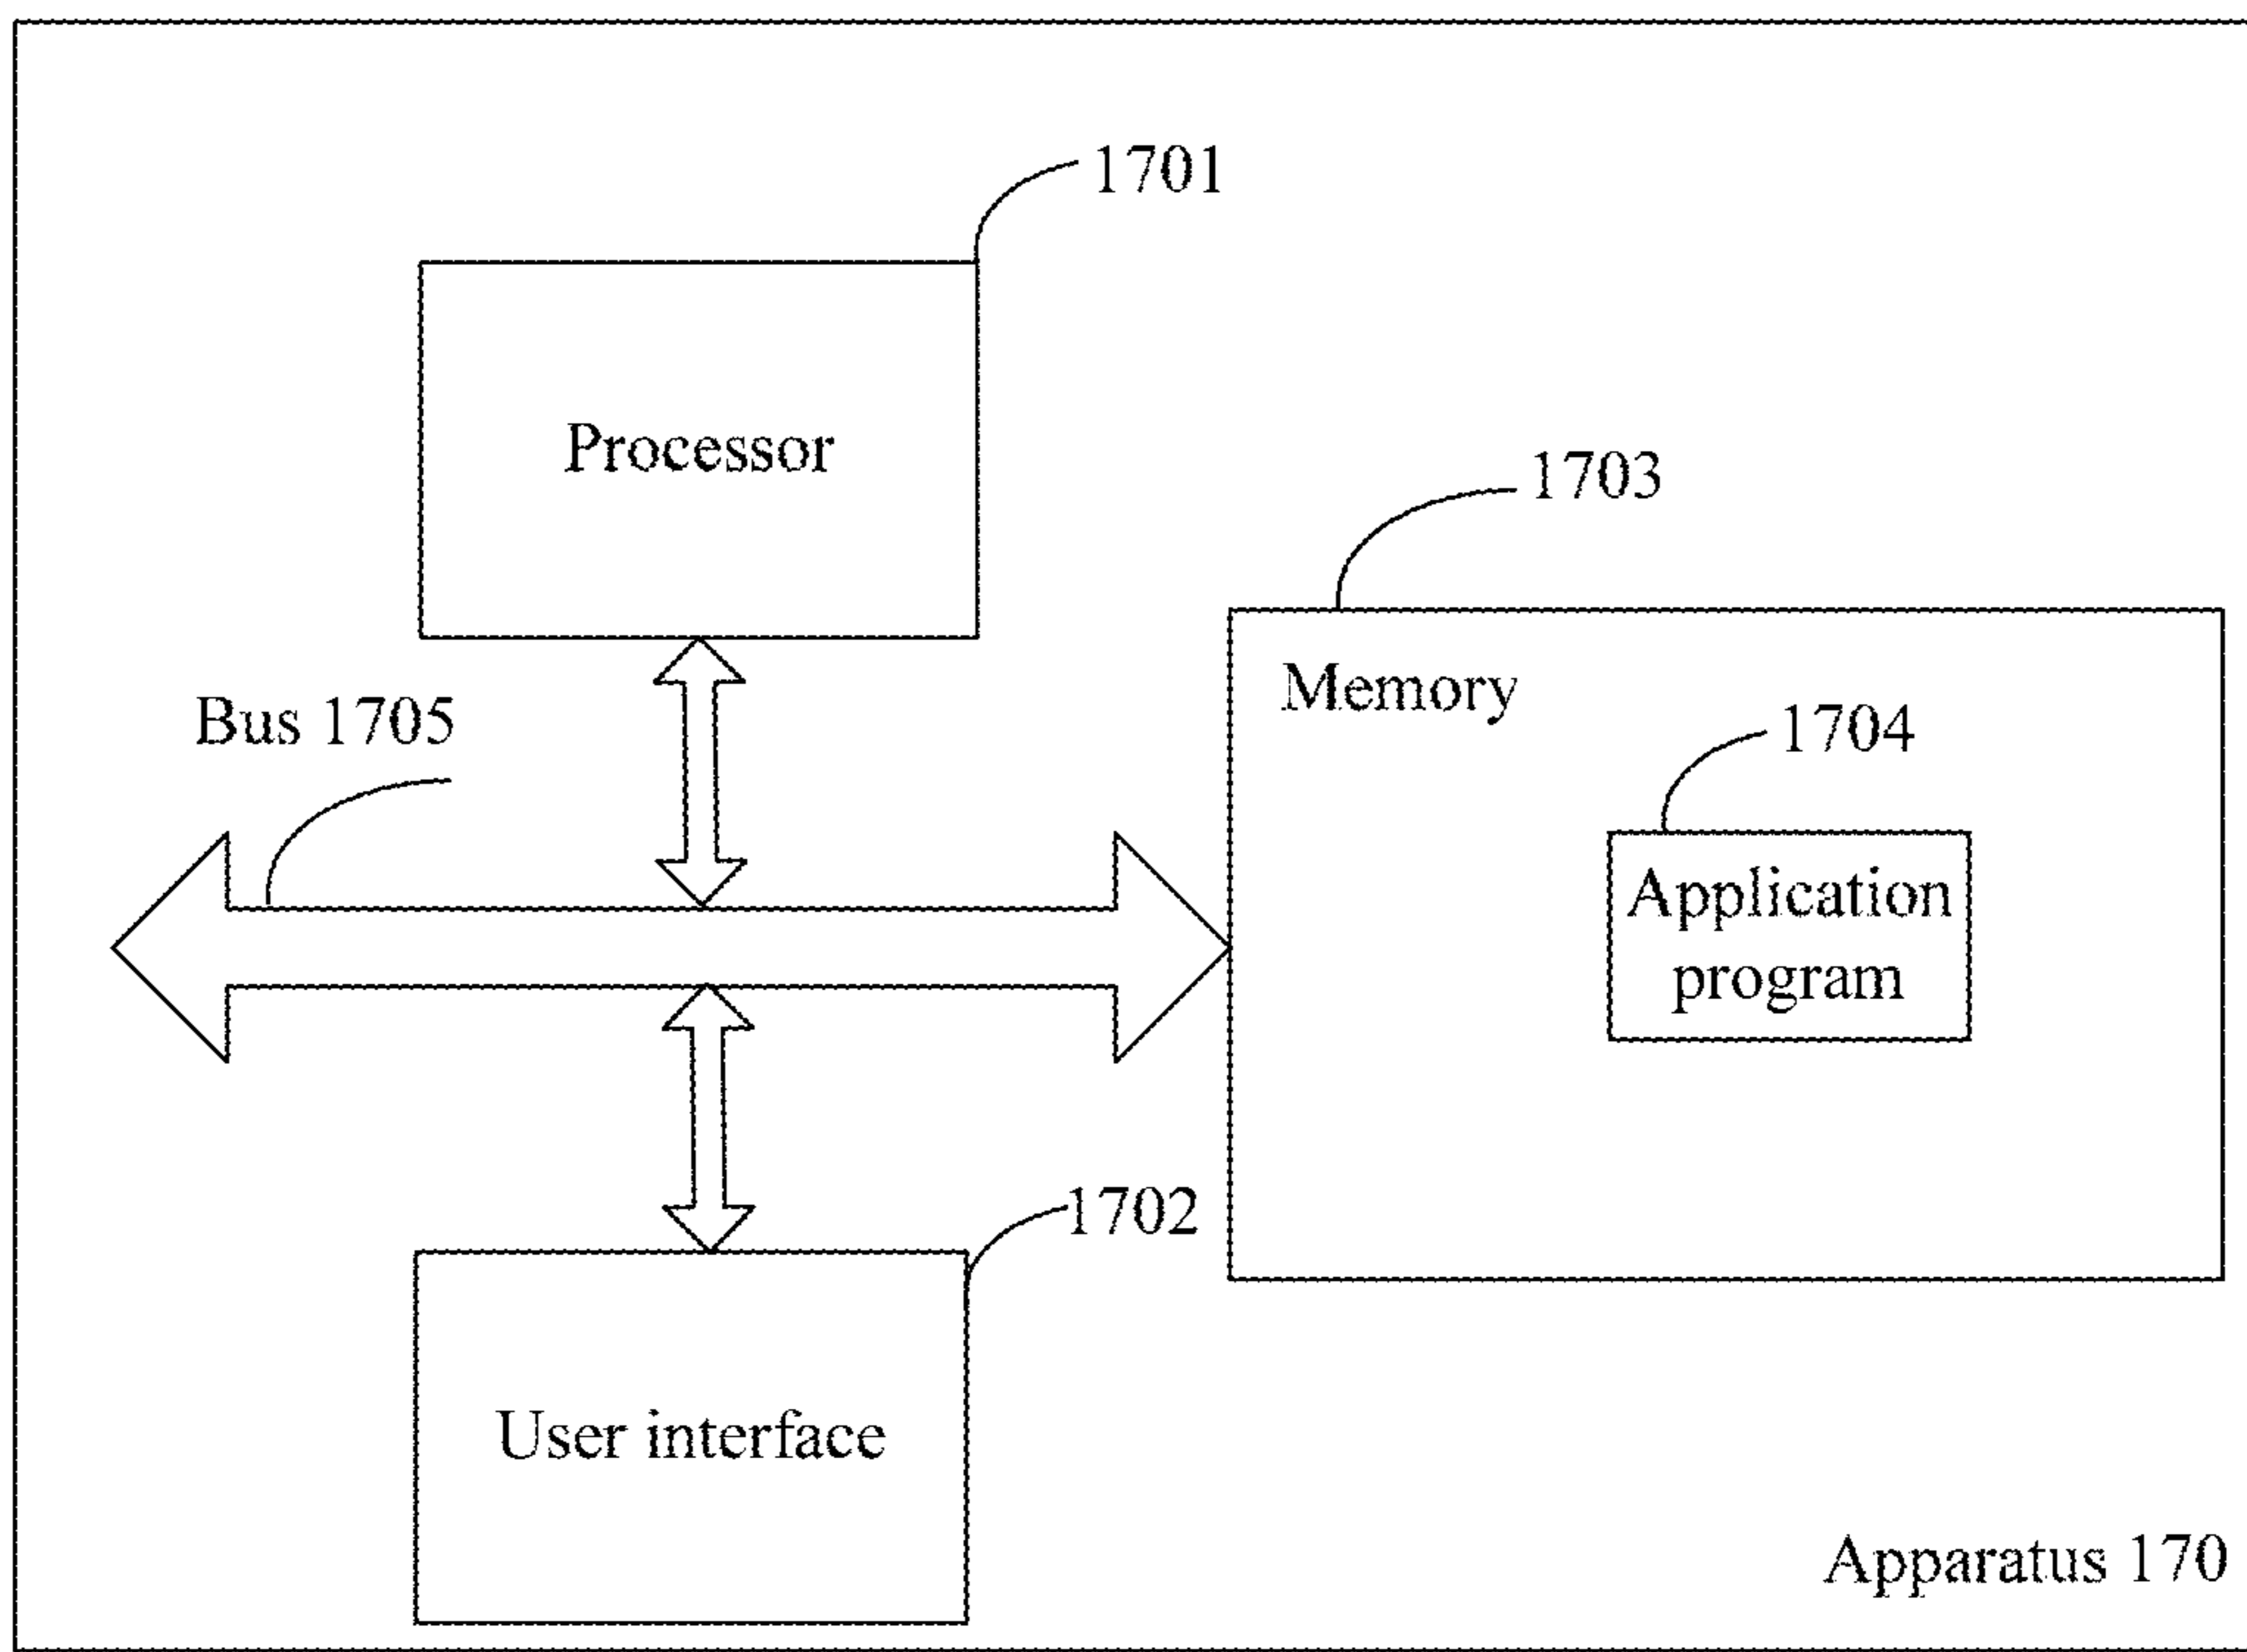 1701
Processor
1703
Memory
Bus 1705
1704
Application
program
1702
User interface
Apparatus 170